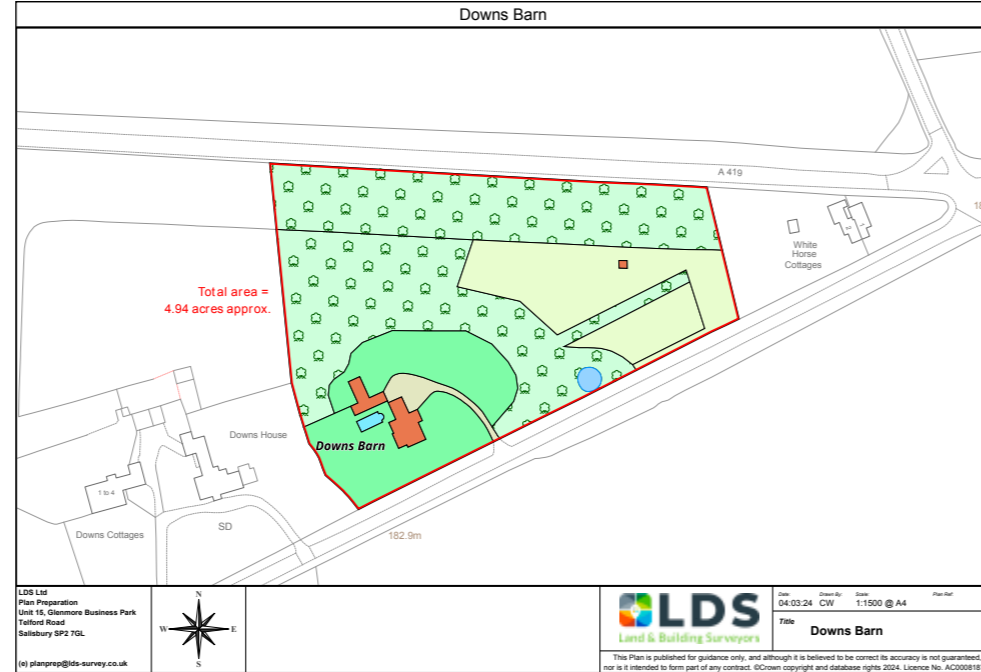 Downs Barn
A 419
18
White
Horse
Cottages
2
1
Total area =
4.94 acres approx.
Downs House
Downs Barn
1 to 4
Downs Cottages
SD
182.9m
LDS Ltd
Plan Preparation
Unit 15, Glenmore Business Park
Telford Road
Salisbury SP2 7GL
(e) planprep@lds-survey.co.uk
N
W E
S
LDS
Land & Building Surveyors
Date: Drawn By: Scale: Plan Ref:
04:03:24 CW 1:1500 @ A4
Title
Downs Barn
This Plan is published for guidance only, and although it is believed to be correct its accuracy is not guaranteed,
nor is it intended to form part of any contract. ©Crown copyright and database rights 2024. Licence No. AC000818